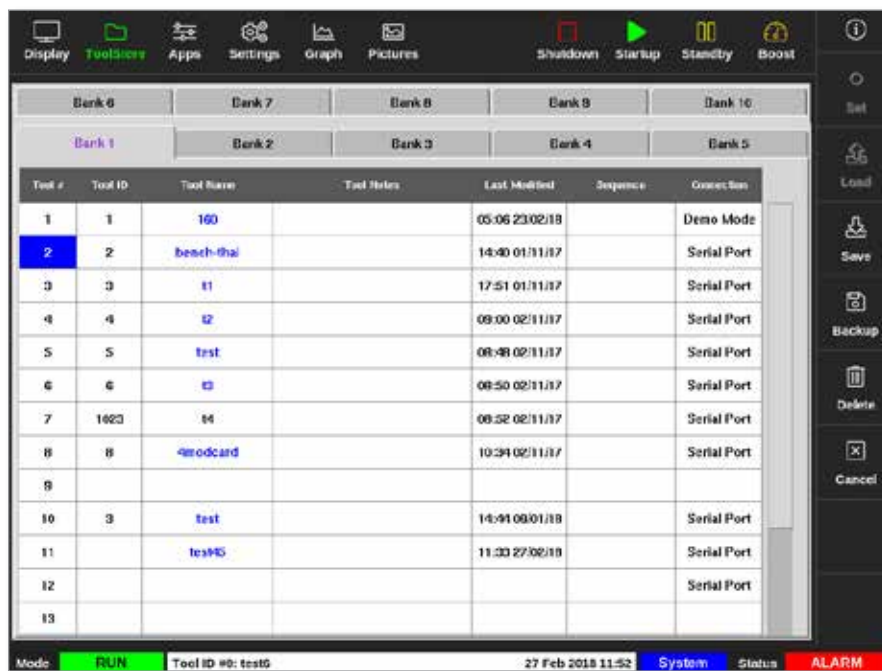 Display ToolStore Apps Settings Graph Pictures Shutdown Startup Standby Boost
Bank 6 Bank 7 Bank 8 Bank 9 Bank 10
Bank 1 Bank 2 Bank 3 Bank 4 Bank 5
Tool # Tool ID Tool Name Tool Notes Last Modified Sequence Connection
1 1 160 05:06 23/02/18 Demo Mode
2 2 bench-thai 14:40 01/11/17 Serial Port
3 3 t1 17:51 01/11/17 Serial Port
4 4 t2 09:00 02/11/17 Serial Port
5 5 test 08:48 02/11/17 Serial Port
6 6 t3 08:50 02/11/17 Serial Port
7 1023 t4 08:52 02/11/17 Serial Port
8 8 4modcard 10:34 02/11/17 Serial Port
9
10 3 test 14:44 Serial Port
11 test45 11:33 27/02/18 Serial Port
12 Serial Port
13
Set
Load
Save
Backup
Delete
Cancel
Mode RUN Tool ID #0: test6 27 Feb 2018 11:52 System Status ALARM